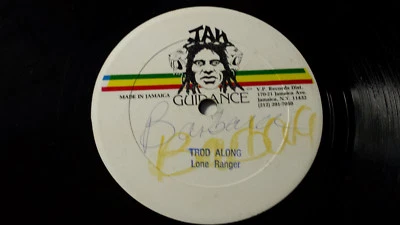 JAH
GUIDANCE
MADE IN JAMAICA
V.P. Records Dist.
170-21 Jamaica Ave.
Jamaica, N.Y. 11432
TROD ALONG
Lone Ranger